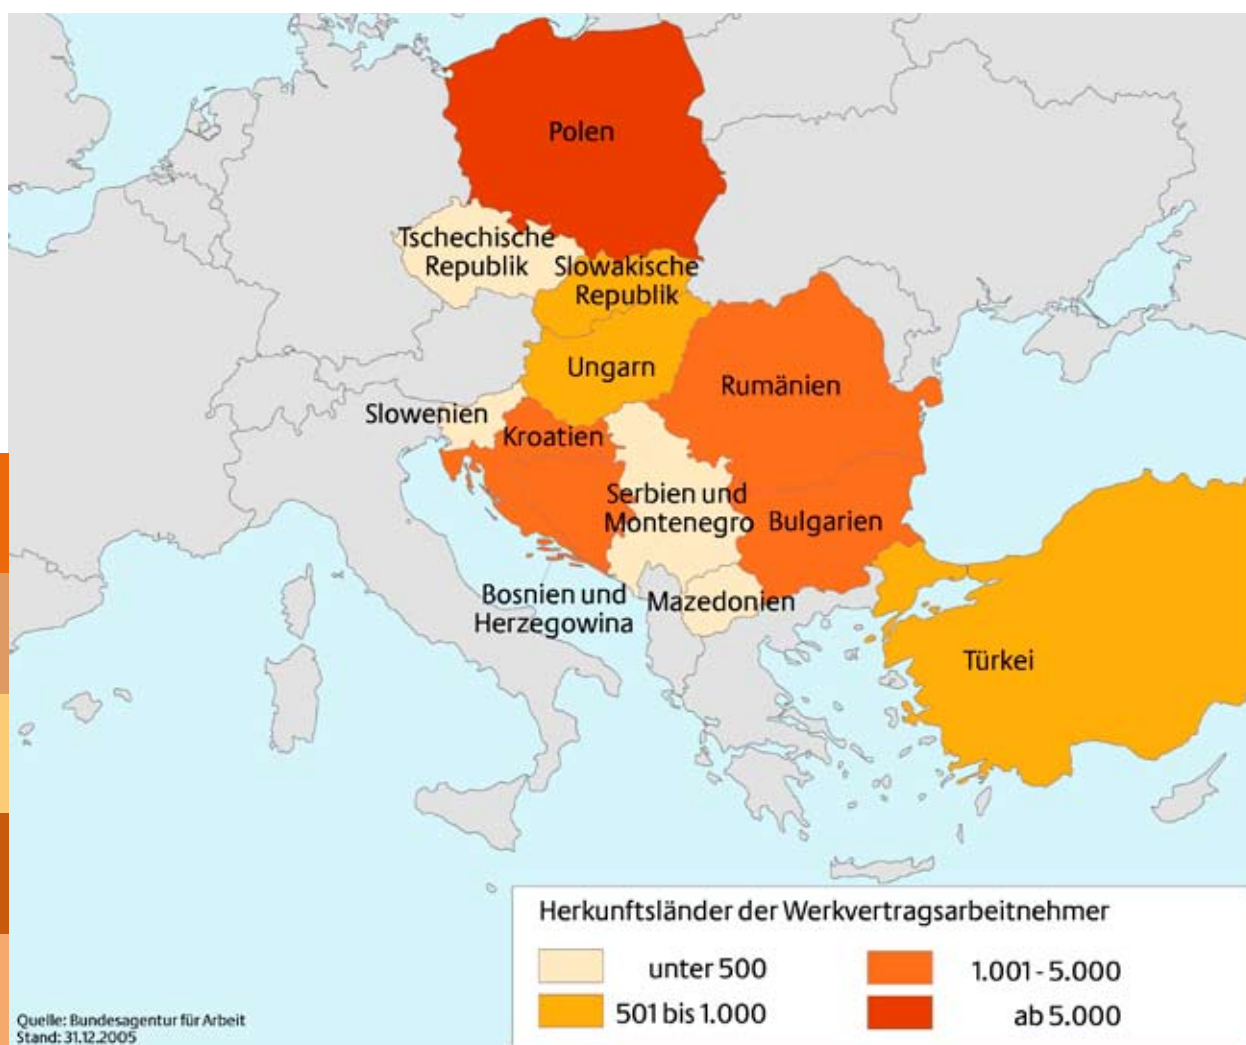 Polen
Tschechische
Republik
Slowakische
Republik
Ungarn
Rumänien
Slowenien
Kroatien
Serbien und
Montenegro
Bulgarien
Bosnien und
Herzegowina
Mazedonien
Türkei
Herkunftsländer der Werkvertragsarbeitnehmer
unter 500
1.001 - 5.000
501 bis 1.000
ab 5.000
Quelle: Bundesagentur für Arbeit
Stand: 31.12.2005